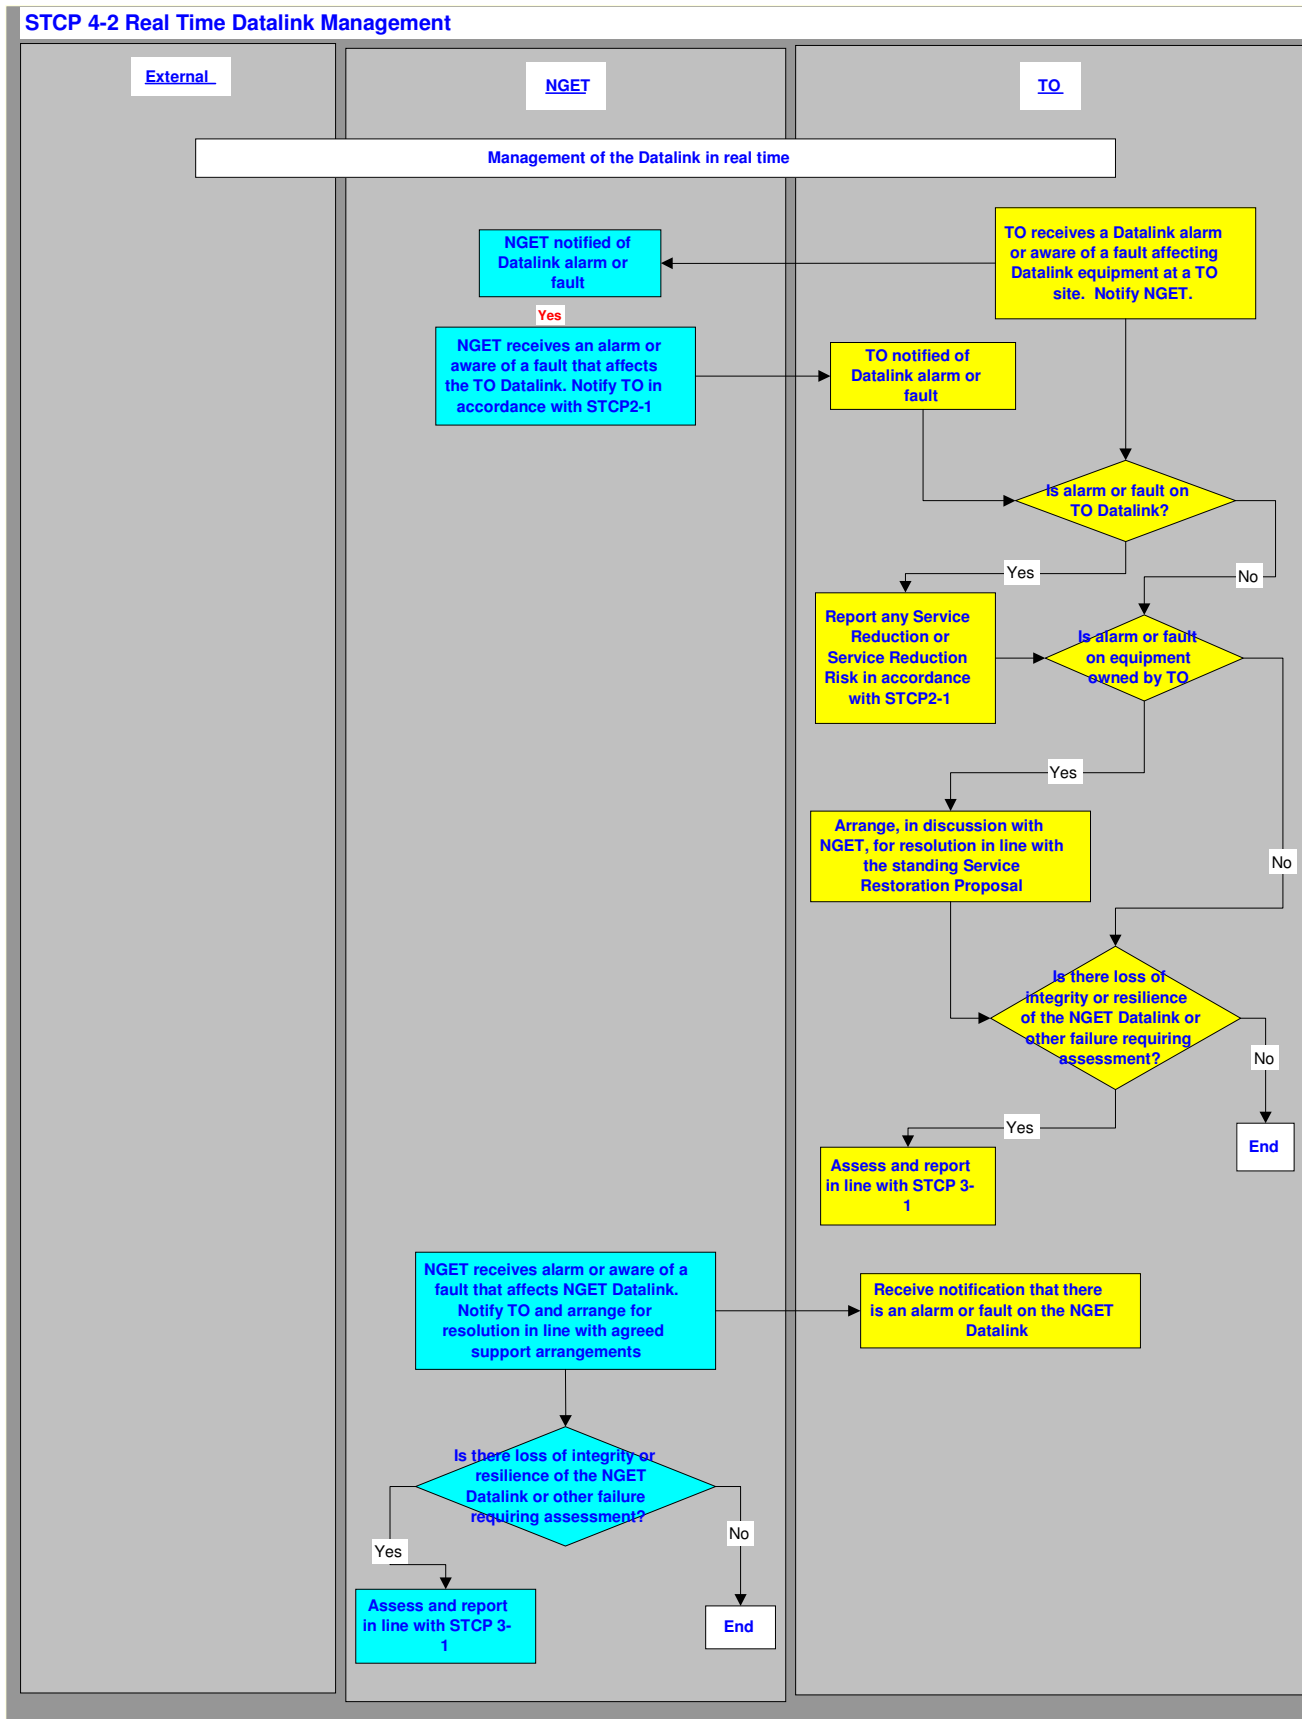 STCP 4-2 Real Time Datalink Management
External
NGET
TO
Management of the Datalink in real time
TO receives a Datalink alarm
or aware of a fault affecting
Datalink equipment at a TO
site.  Notify NGET.
NGET notified of
Datalink alarm or
fault
Yes
NGET receives an alarm or
aware of a fault that affects
the TO Datalink. Notify TO in
accordance with STCP2-1
TO notified of
Datalink alarm or
fault
Is alarm or fault on
TO Datalink?
Yes
No
Report any Service
Reduction or
Service Reduction
Risk in accordance
with STCP2-1
Is alarm or fault
on equipment
owned by TO
Yes
Arrange, in discussion with
NGET, for resolution in line with
the standing Service
Restoration Proposal
No
Is there loss of
integrity or resilience
of the NGET Datalink or
other failure requiring
assessment?
No
Yes
End
Assess and report
in line with STCP 3-
1
NGET receives alarm or aware of a
fault that affects NGET Datalink.
Notify TO and arrange for
resolution in line with agreed
support arrangements
Receive notification that there
is an alarm or fault on the NGET
Datalink
Is there loss of integrity or
resilience of the NGET
Datalink or other failure
requiring assessment?
Yes
No
Assess and report
in line with STCP 3-
1
End